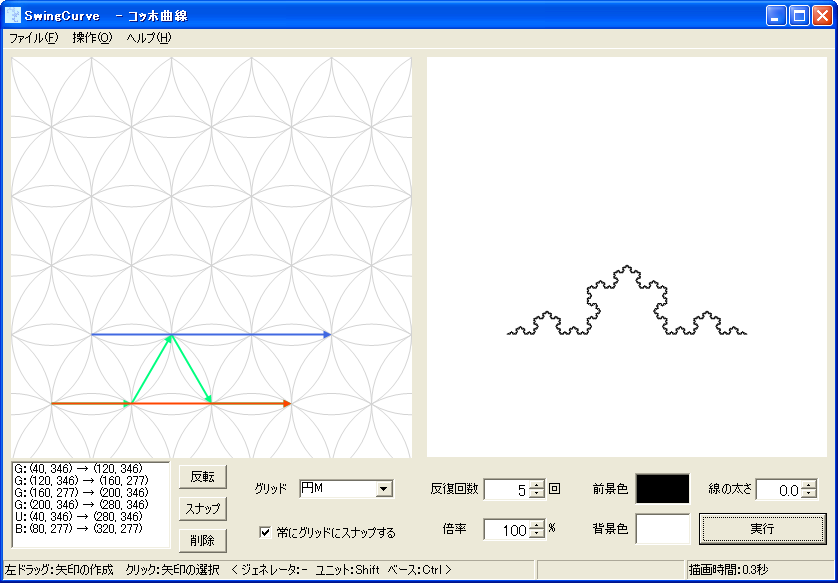 SwingCurve - コッホ曲線
ファイル(F) 操作(O) ヘルプ(H)
G: (40, 346) → (120, 346)
G: (120, 346) → (160, 277)
G: (160, 277) → (200, 346)
G: (200, 346) → (280, 346)
U: (40, 346) → (280, 346)
B: (80, 277) → (320, 277)
反転
スナップ
削除
グリッド 円M
常にグリッドにスナップする
反復回数 5 回
倍率 100 %
前景色
背景色
線の太さ 0.0
実行
左ドラッグ:矢印の作成 クリック:矢印の選択 <ジェネレータ:- ユニット:Shift ベース:Ctrl>
描画時間:0.3秒